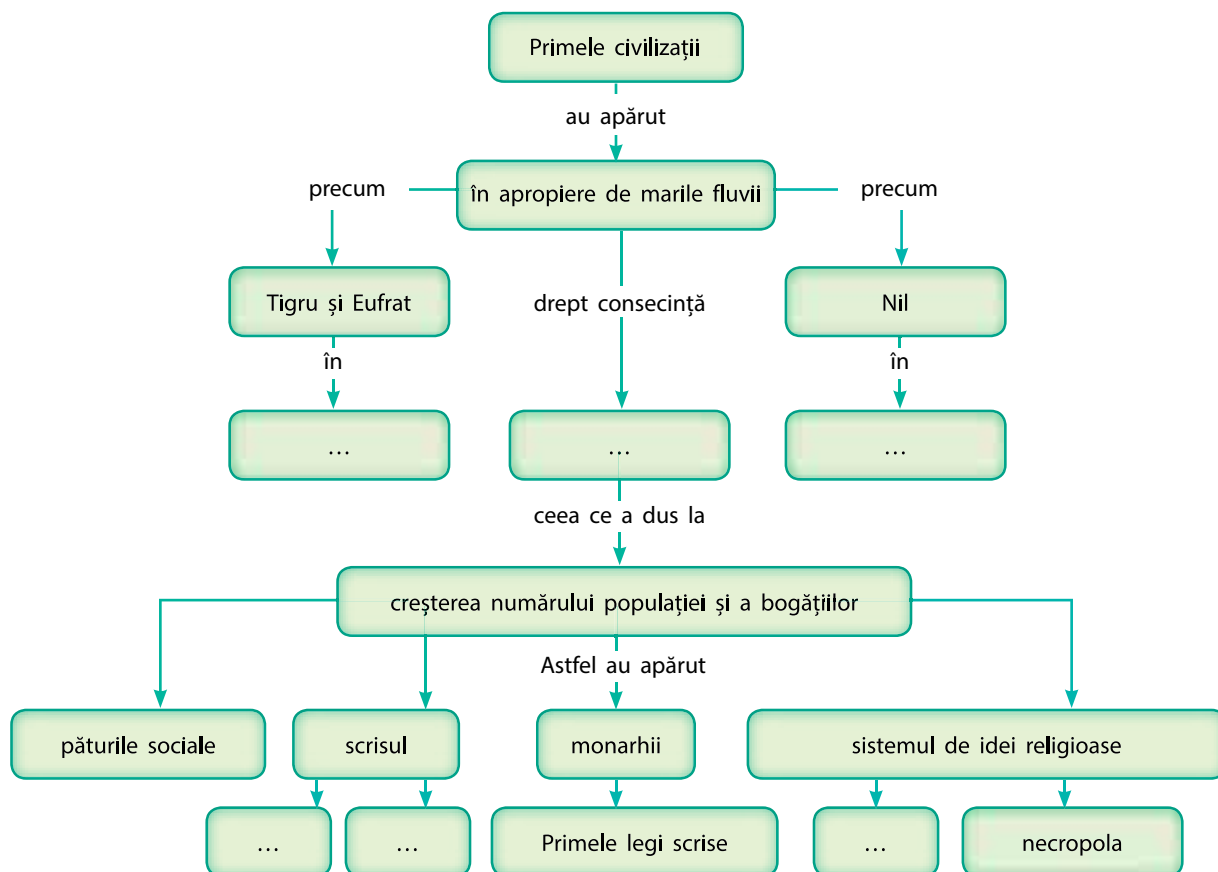 Primele civilizații
au apărut
în apropiere de marile fluvii
precum
precum
Tigru și Eufrat
drept consecință
Nil
în
în
...
...
...
ceea ce a dus la
creșterea numărului populației și a bogățiilor
Astfel au apărut
păturile sociale
scrisul
monarhii
sistemul de idei religioase
...
...
Primele legi scrise
...
necropola